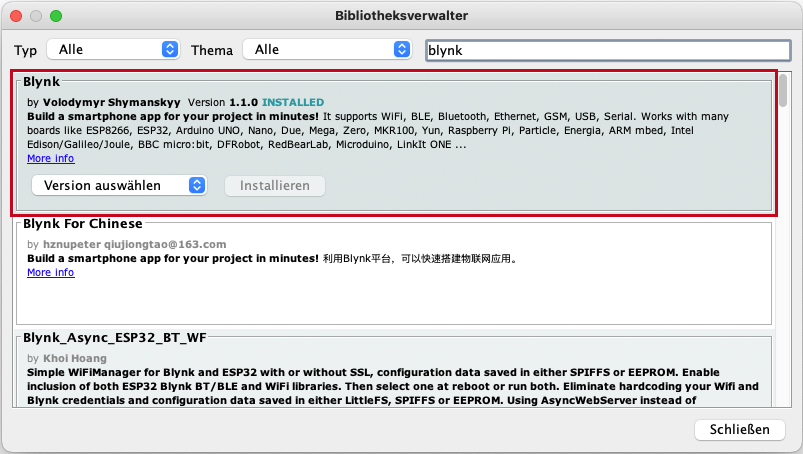 Bibliotheksverwalter
Typ Alle Thema Alle blynk
Blynk
by Volodymyr Shymanskyy Version 1.1.0 INSTALLED
Build a smartphone app for your project in minutes! It supports WiFi, BLE, Bluetooth, Ethernet, GSM, USB, Serial. Works with many
boards like ESP8266, ESP32, Arduino UNO, Nano, Due, Mega, Zero, MKR100, Yun, Raspberry Pi, Particle, Energia, ARM mbed, Intel
Edison/Galileo/Joule, BBC micro:bit, DFRobot, RedBearLab, Microduino, LinkIt ONE ...
More info
Version auswählen Installieren
Blynk For Chinese
by hznupeter qiujiongtao@163.com
Build a smartphone app for your project in minutes! 利用Blynk平台，可以快速搭建物联网应用。
More info
Blynk_Async_ESP32_BT_WF
by Khoi Hoang
Simple WiFiManager for Blynk and ESP32 with or without SSL, configuration data saved in either SPIFFS or EEPROM. Enable
inclusion of both ESP32 Blynk BT/BLE and WiFi libraries. Then select one at reboot or run both. Eliminate hardcoding your Wifi and
Blynk credentials and configuration data saved in either LittleFS, SPIFFS or EEPROM. Using AsyncWebServer instead of
Schließen